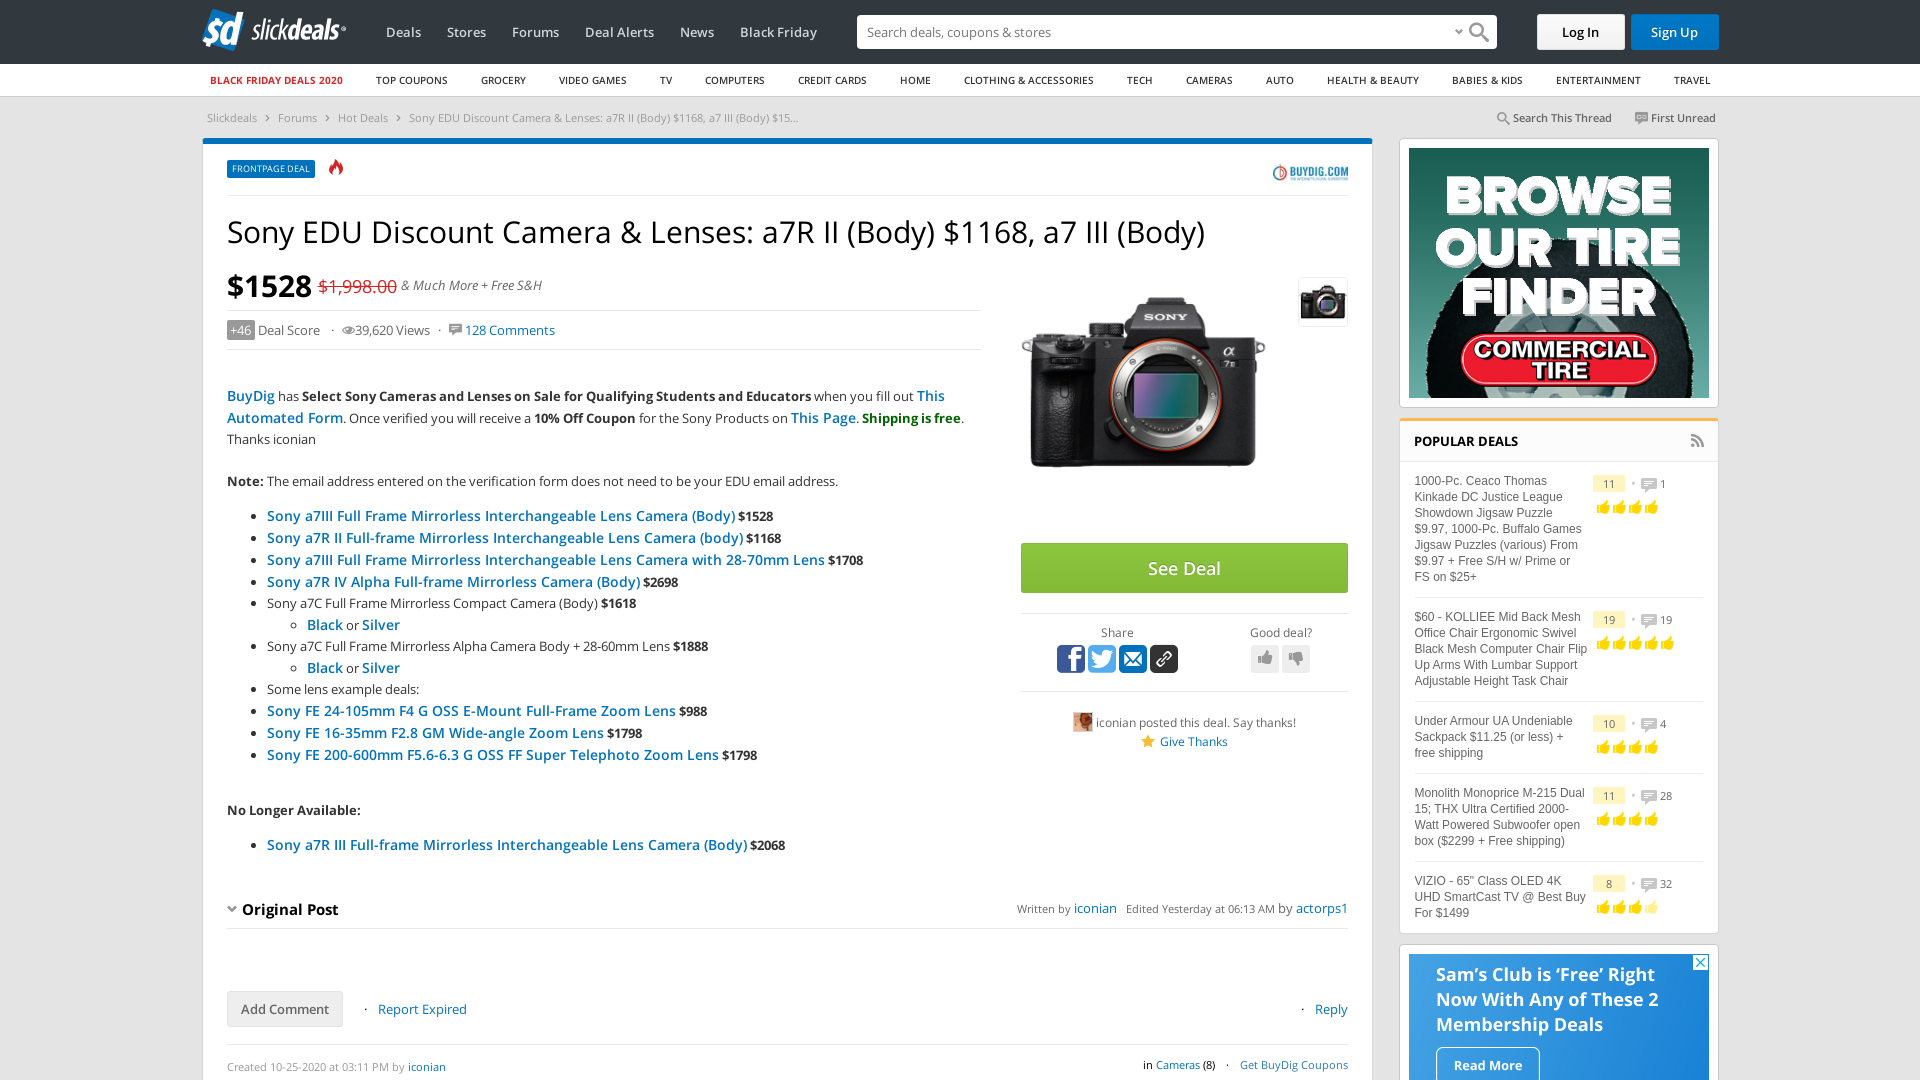 slickdeals
Deals Stores Forums Deal Alerts News Black Friday
Search deals, coupons & stores
Log In Sign Up
BLACK FRIDAY DEALS 2020 TOP COUPONS GROCERY VIDEO GAMES TV COMPUTERS CREDIT CARDS HOME CLOTHING & ACCESSORIES TECH CAMERAS AUTO HEALTH & BEAUTY BABIES & KIDS ENTERTAINMENT TRAVEL
Slickdeals > Forums > Hot Deals > Sony EDU Discount Camera & Lenses: a7R II (Body) $1168, a7 III (Body) $15...
Search This Thread First Unread
FRONTPAGE DEAL
BUYDIG.COM
Sony EDU Discount Camera & Lenses: a7R II (Body) $1168, a7 III (Body)
$1528 $1,998.00 & Much More + Free S&H
+46 Deal Score · 39,620 Views · 128 Comments
BuyDig has Select Sony Cameras and Lenses on Sale for Qualifying Students and Educators when you fill out This
Automated Form. Once verified you will receive a 10% Off Coupon for the Sony Products on This Page. Shipping is free.
Thanks iconian
Note: The email address entered on the verification form does not need to be your EDU email address.
Sony a7III Full Frame Mirrorless Interchangeable Lens Camera (Body) $1528
Sony a7R II Full-frame Mirrorless Interchangeable Lens Camera (body) $1168
Sony a7III Full Frame Mirrorless Interchangeable Lens Camera with 28-70mm Lens $1708
Sony a7R IV Alpha Full-frame Mirrorless Camera (Body) $2698
Sony a7C Full Frame Mirrorless Compact Camera (Body) $1618
Black or Silver
Sony a7C Full Frame Mirrorless Alpha Camera Body + 28-60mm Lens $1888
Black or Silver
Some lens example deals:
Sony FE 24-105mm F4 G OSS E-Mount Full-Frame Zoom Lens $988
Sony FE 16-35mm F2.8 GM Wide-angle Zoom Lens $1798
Sony FE 200-600mm F5.6-6.3 G OSS FF Super Telephoto Zoom Lens $1798
No Longer Available:
Sony a7R III Full-frame Mirrorless Interchangeable Lens Camera (Body) $2068
SONY
α
See Deal
Share Good deal?
iconian posted this deal. Say thanks!
Give Thanks
Original Post
Written by iconian Edited Yesterday at 06:13 AM by actorps1
Add Comment · Report Expired · Reply
Created 10-25-2020 at 03:11 PM by iconian
in Cameras (8) · Get BuyDig Coupons
BROWSE
OUR TIRE
FINDER
COMMERCIAL
TIRE
POPULAR DEALS
1000-Pc. Ceaco Thomas
Kinkade DC Justice League
Showdown Jigsaw Puzzle
$9.97, 1000-Pc. Buffalo Games
Jigsaw Puzzles (various) From
$9.97 + Free S/H w/ Prime or
FS on $25+
11 • 1
$60 - KOLLIEE Mid Back Mesh
Office Chair Ergonomic Swivel
Black Mesh Computer Chair Flip
Up Arms With Lumbar Support
Adjustable Height Task Chair
19 • 19
Under Armour UA Undeniable
Sackpack $11.25 (or less) +
free shipping
10 • 4
Monolith Monoprice M-215 Dual
15; THX Ultra Certified 2000-
Watt Powered Subwoofer open
box ($2299 + Free shipping)
11 • 28
VIZIO - 65" Class OLED 4K
UHD SmartCast TV @ Best Buy
For $1499
8 • 32
Sam's Club is 'Free' Right
Now With Any of These 2
Membership Deals
Read More